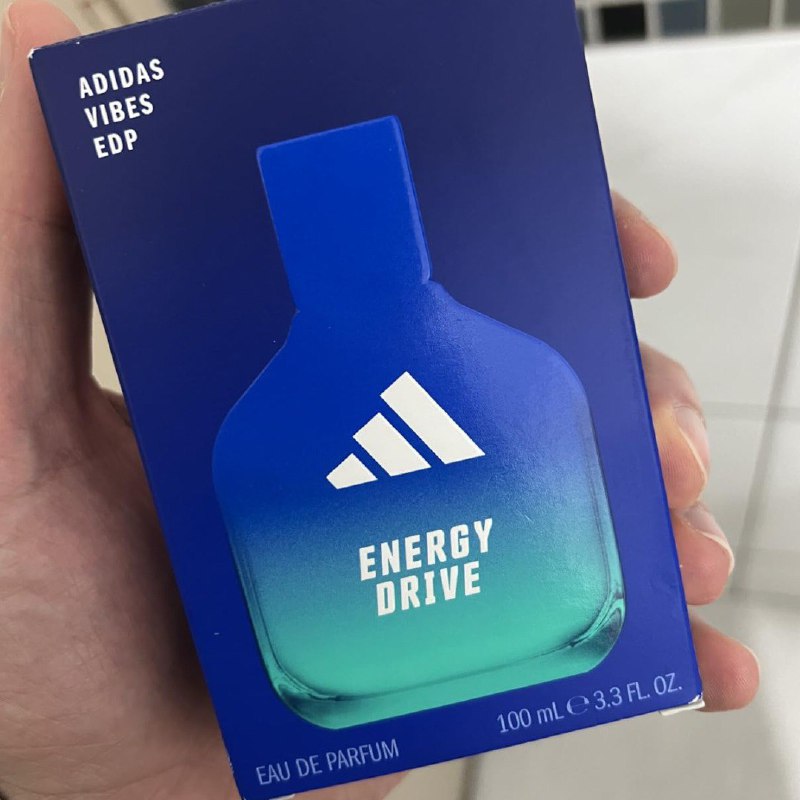 ADIDAS
VIBES
EDP
ENERGY
DRIVE
100 mL ℮ 3.3 FL. OZ.
EAU DE PARFUM